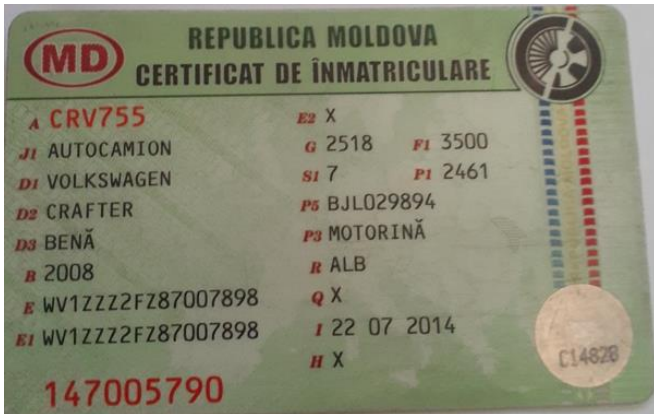 MD
REPUBLICA MOLDOVA
CERTIFICAT DE ÎNMATRICULARE
A CRV755
J1 AUTOCAMION
D1 VOLKSWAGEN
D2 CRAFTER
D3 BENĂ
B 2008
E WV1ZZZ2FZ87007898
E1 WV1ZZZ2FZ87007898
147005790
E2 X
G 2518 F1 3500
S1 7 P1 2461
P5 BJL029894
P3 MOTORINĂ
R ALB
Q X
I 22 07 2014
H X
C14828